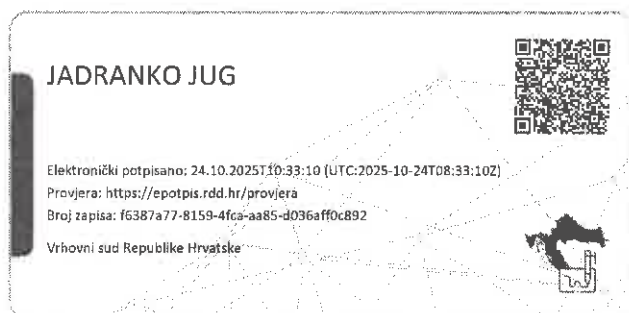 JADRANKO JUG
Elektronički potpisano: 24.10.2025T10:33:10 (UTC:2025-10-24T08:33:10Z)
Provjera: https://epotpis.rdd.hr/provjera
Broj zapisa: f6387a77-8159-4fca-aa85-d036aff0c892
Vrhovni sud Republike Hrvatske